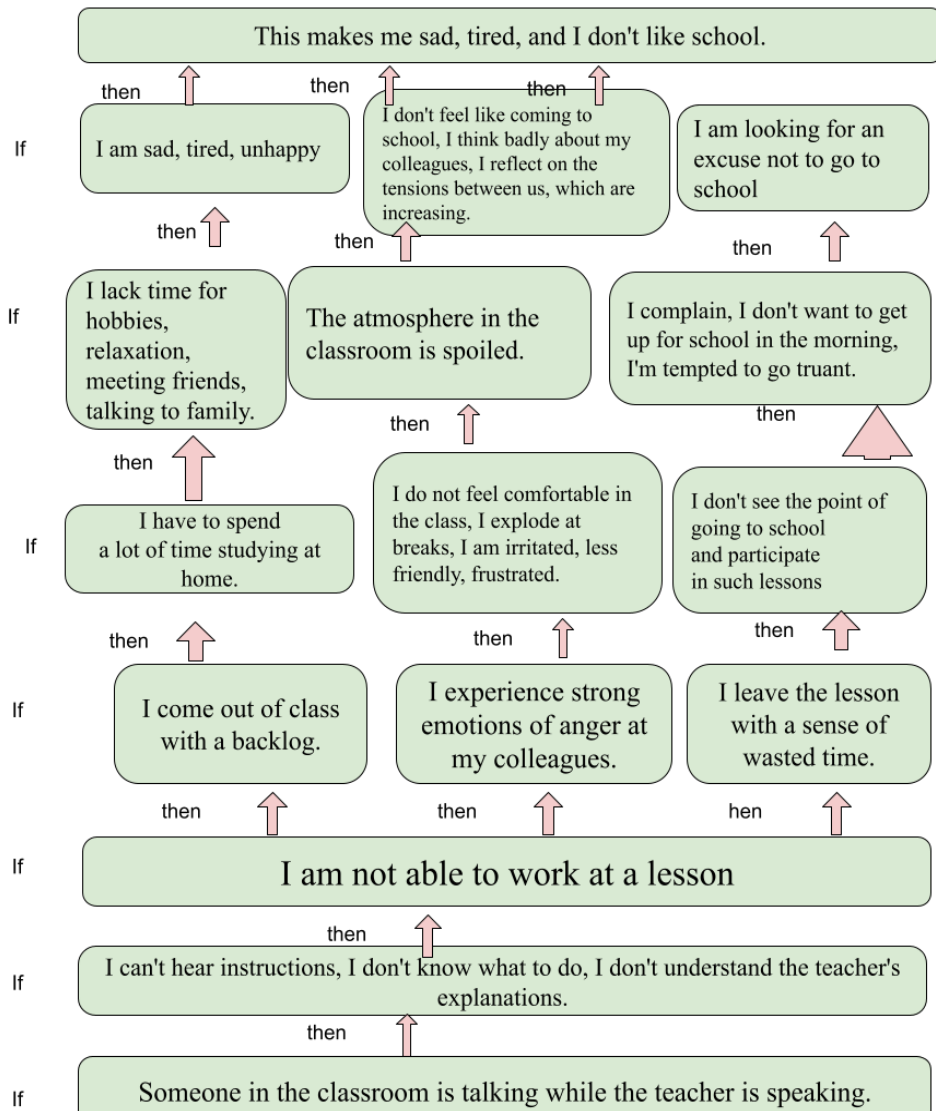 This makes me sad, tired, and I don't like school.
then
then
then
If
I am sad, tired, unhappy
I don't feel like coming to
school, I think badly about my
colleagues, I reflect on the
tensions between us, which are
increasing.
I am looking for an
excuse not to go to
school
then
then
then
If
I lack time for
hobbies,
relaxation,
meeting friends,
talking to family.
The atmosphere in the
classroom is spoiled.
I complain, I don't want to get
up for school in the morning,
I'm tempted to go truant.
then
then
then
If
I have to spend
a lot of time studying at
home.
I do not feel comfortable in
the class, I explode at
breaks, I am irritated, less
friendly, frustrated.
I don't see the point of
going to school
and participate
in such lessons
then
then
then
If
I come out of class
with a backlog.
I experience strong
emotions of anger at
my colleagues.
I leave the lesson
with a sense of
wasted time.
then
then
hen
If
I am not able to work at a lesson
then
If
I can't hear instructions, I don't know what to do, I don't understand the teacher's
explanations.
then
If
Someone in the classroom is talking while the teacher is speaking.